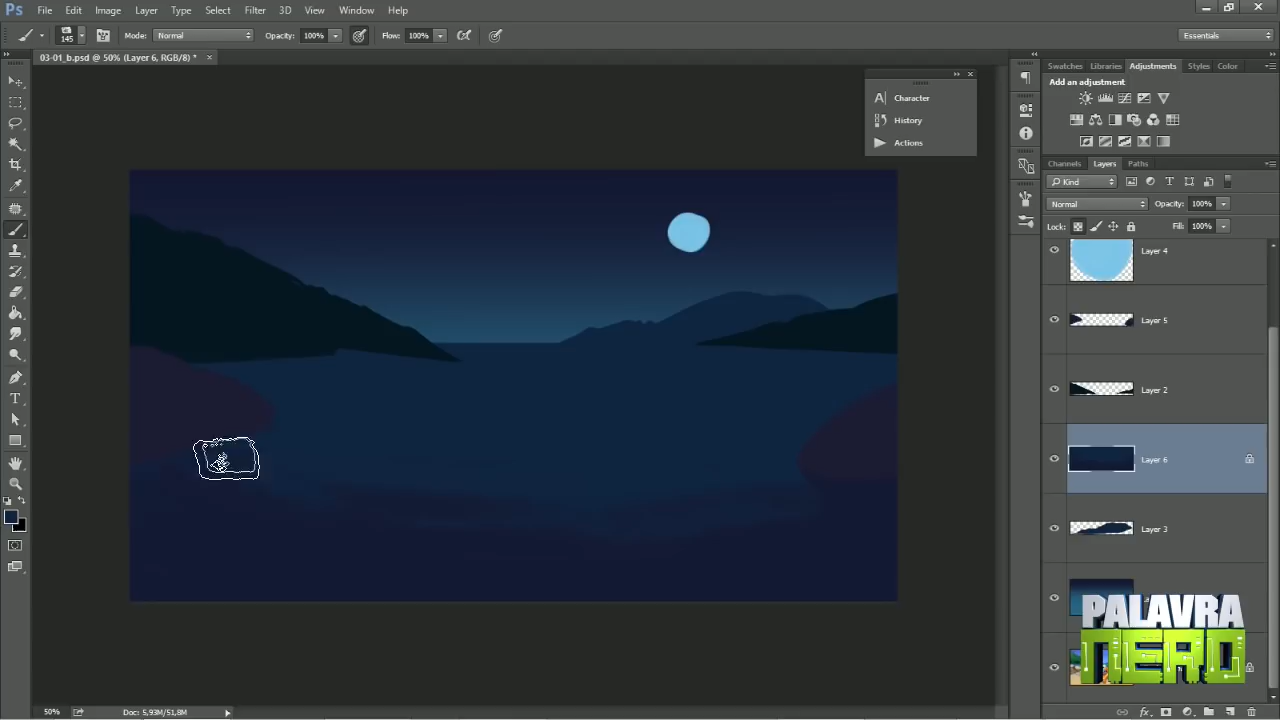 Ps File Edit Image Layer Type Select Filter 3D View Window Help
145 Mode: Normal Opacity: 100% Flow: 100% Essentials
03-01_b.psd @ 50% (Layer 6, RGB/8) * ×
Swatches Libraries Adjustments Styles Color
Add an adjustment
Character
History
Actions
Channels Layers Paths
Kind
Normal Opacity: 100%
Lock: Fill: 100%
Layer 4
Layer 5
Layer 2
Layer 6
Layer 3
PALAVRA
NERD
50% Doc: 5,93M/51,8M